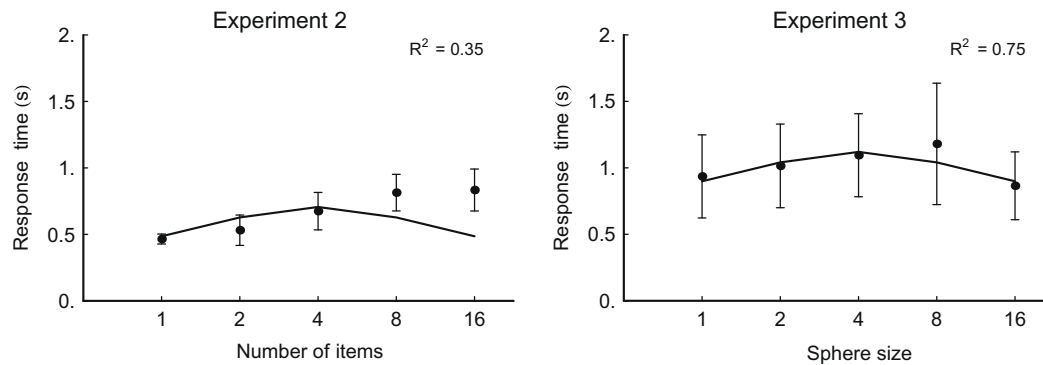 Experiment 2
R² = 0.35
2.
1.5
1.
0.5
0.
Response time (s)
1 2 4 8 16
Number of items
Experiment 3
R² = 0.75
2.
1.5
1.
0.5
0.
Response time (s)
1 2 4 8 16
Sphere size